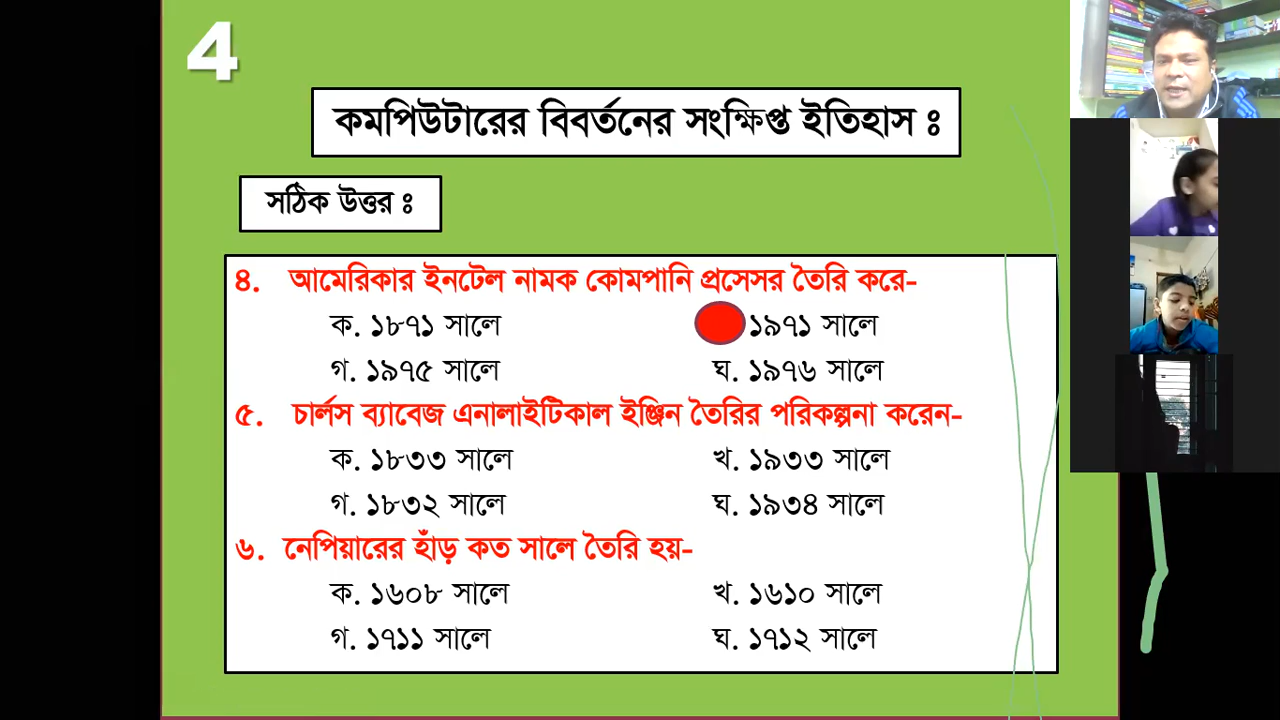 4
কমপিউটারের বিবর্তনের সংক্ষিপ্ত ইতিহাস ঃ
সঠিক উত্তর ঃ
৪. আমেরিকার ইনটেল নামক কোমপানি প্রসেসর তৈরি করে-
ক. ১৮৭১ সালে ১৯৭১ সালে
গ. ১৯৭৫ সালে ঘ. ১৯৭৬ সালে
৫. চার্লস ব্যাবেজ এনালাইটিকাল ইঞ্জিন তৈরির পরিকল্পনা করেন-
ক. ১৮৩৩ সালে খ. ১৯৩৩ সালে
গ. ১৮৩২ সালে ঘ. ১৯৩৪ সালে
৬. নেপিয়ারের হাঁড় কত সালে তৈরি হয়-
ক. ১৬০৮ সালে খ. ১৬১০ সালে
গ. ১৭১১ সালে ঘ. ১৭১২ সালে